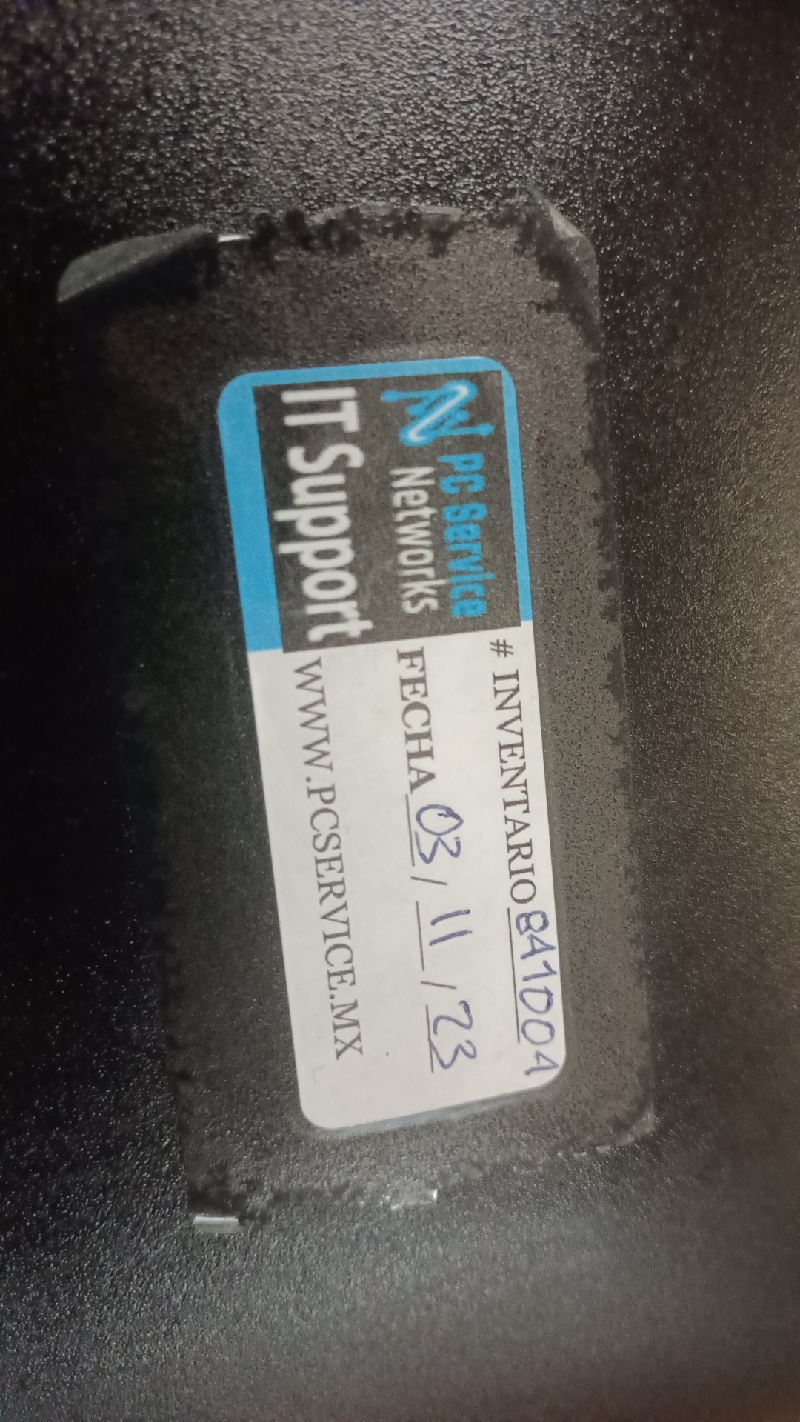 PC Service
Networks
IT Support
# INVENTARIO 841004
FECHA 03 / 11 / 23
WWW.PCSERVICE.MX